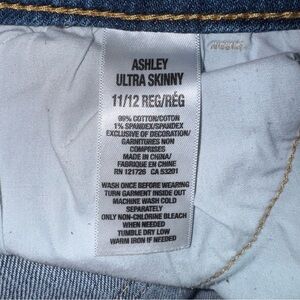 ASHLEY
ULTRA SKINNY
11/12 REG/RÉG
99% COTTON/COTON
1% SPANDEX/SPANDEX
EXCLUSIVE OF DECORATION/
GARNITURES NON
COMPRISES
MADE IN CHINA/
FABRIQUÉ EN CHINE
RN 121726 CA 53201
WASH ONCE BEFORE WEARING
TURN GARMENT INSIDE OUT
MACHINE WASH COLD
SEPARATELY
ONLY NON-CHLORINE BLEACH
WHEN NEEDED
TUMBLE DRY LOW
WARM IRON IF NEEDED